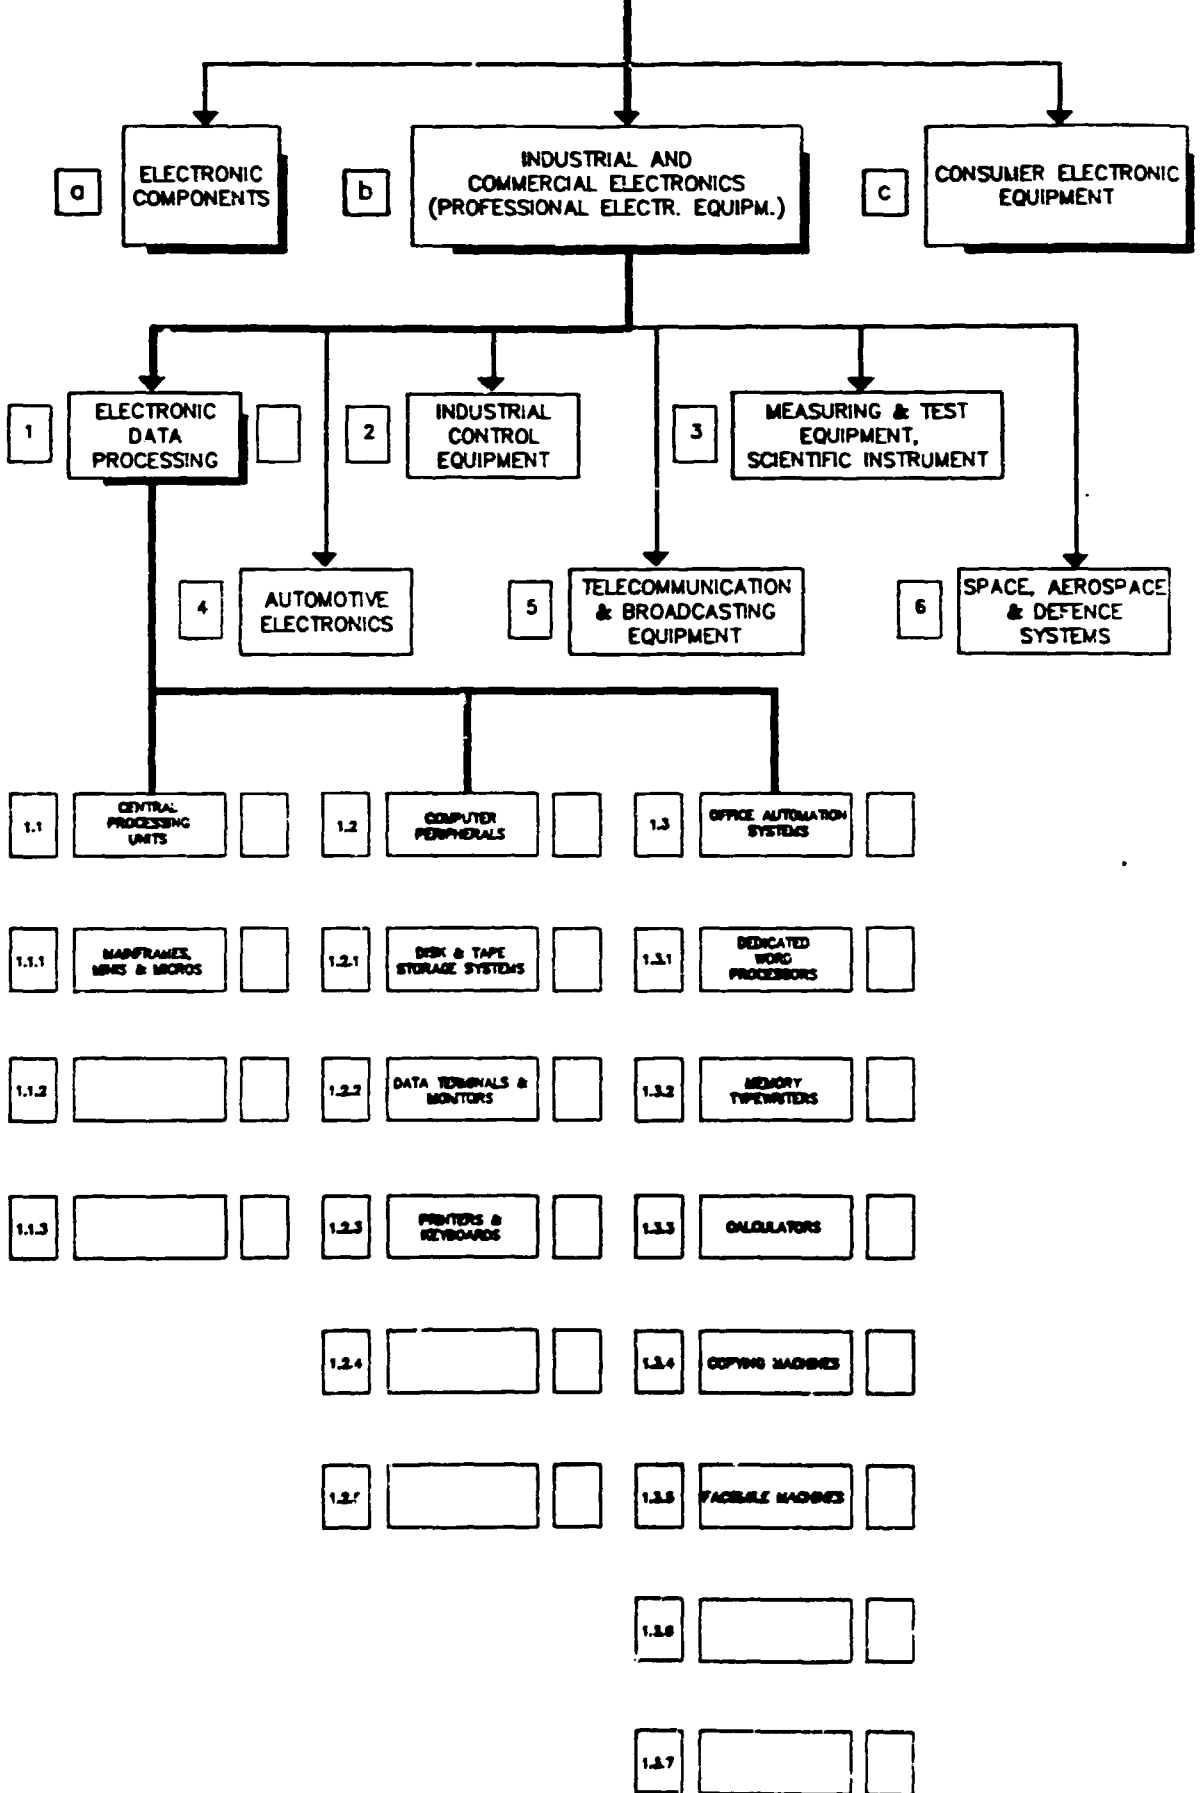 a
ELECTRONIC
COMPONENTS
b
INDUSTRIAL AND
COMMERCIAL ELECTRONICS
(PROFESSIONAL ELECTR. EQUIPM.)
c
CONSUMER ELECTRONIC
EQUIPMENT
1
ELECTRONIC
DATA
PROCESSING
2
INDUSTRIAL
CONTROL
EQUIPMENT
3
MEASURING & TEST
EQUIPMENT,
SCIENTIFIC INSTRUMENT
4
AUTOMOTIVE
ELECTRONICS
5
TELECOMMUNICATION
& BROADCASTING
EQUIPMENT
6
SPACE, AEROSPACE
& DEFENCE
SYSTEMS
1.1
CENTRAL
PROCESSING
UNITS
1.2
COMPUTER
PERIPHERALS
1.3
OFFICE AUTOMATION
SYSTEMS
1.1.1
MAINFRAMES,
MINIS & MICROS
1.2.1
DISK & TAPE
STORAGE SYSTEMS
1.3.1
DEDICATED
WORD
PROCESSORS
1.1.2
1.2.2
DATA TERMINALS &
MONITORS
1.3.2
MEMORY
TYPEWRITERS
1.1.3
1.2.3
PRINTERS &
KEYBOARDS
1.3.3
CALCULATORS
1.2.4
1.3.4
COPYING MACHINES
1.3.5
FACSIMILE MACHINES
1.3.6
1.3.7